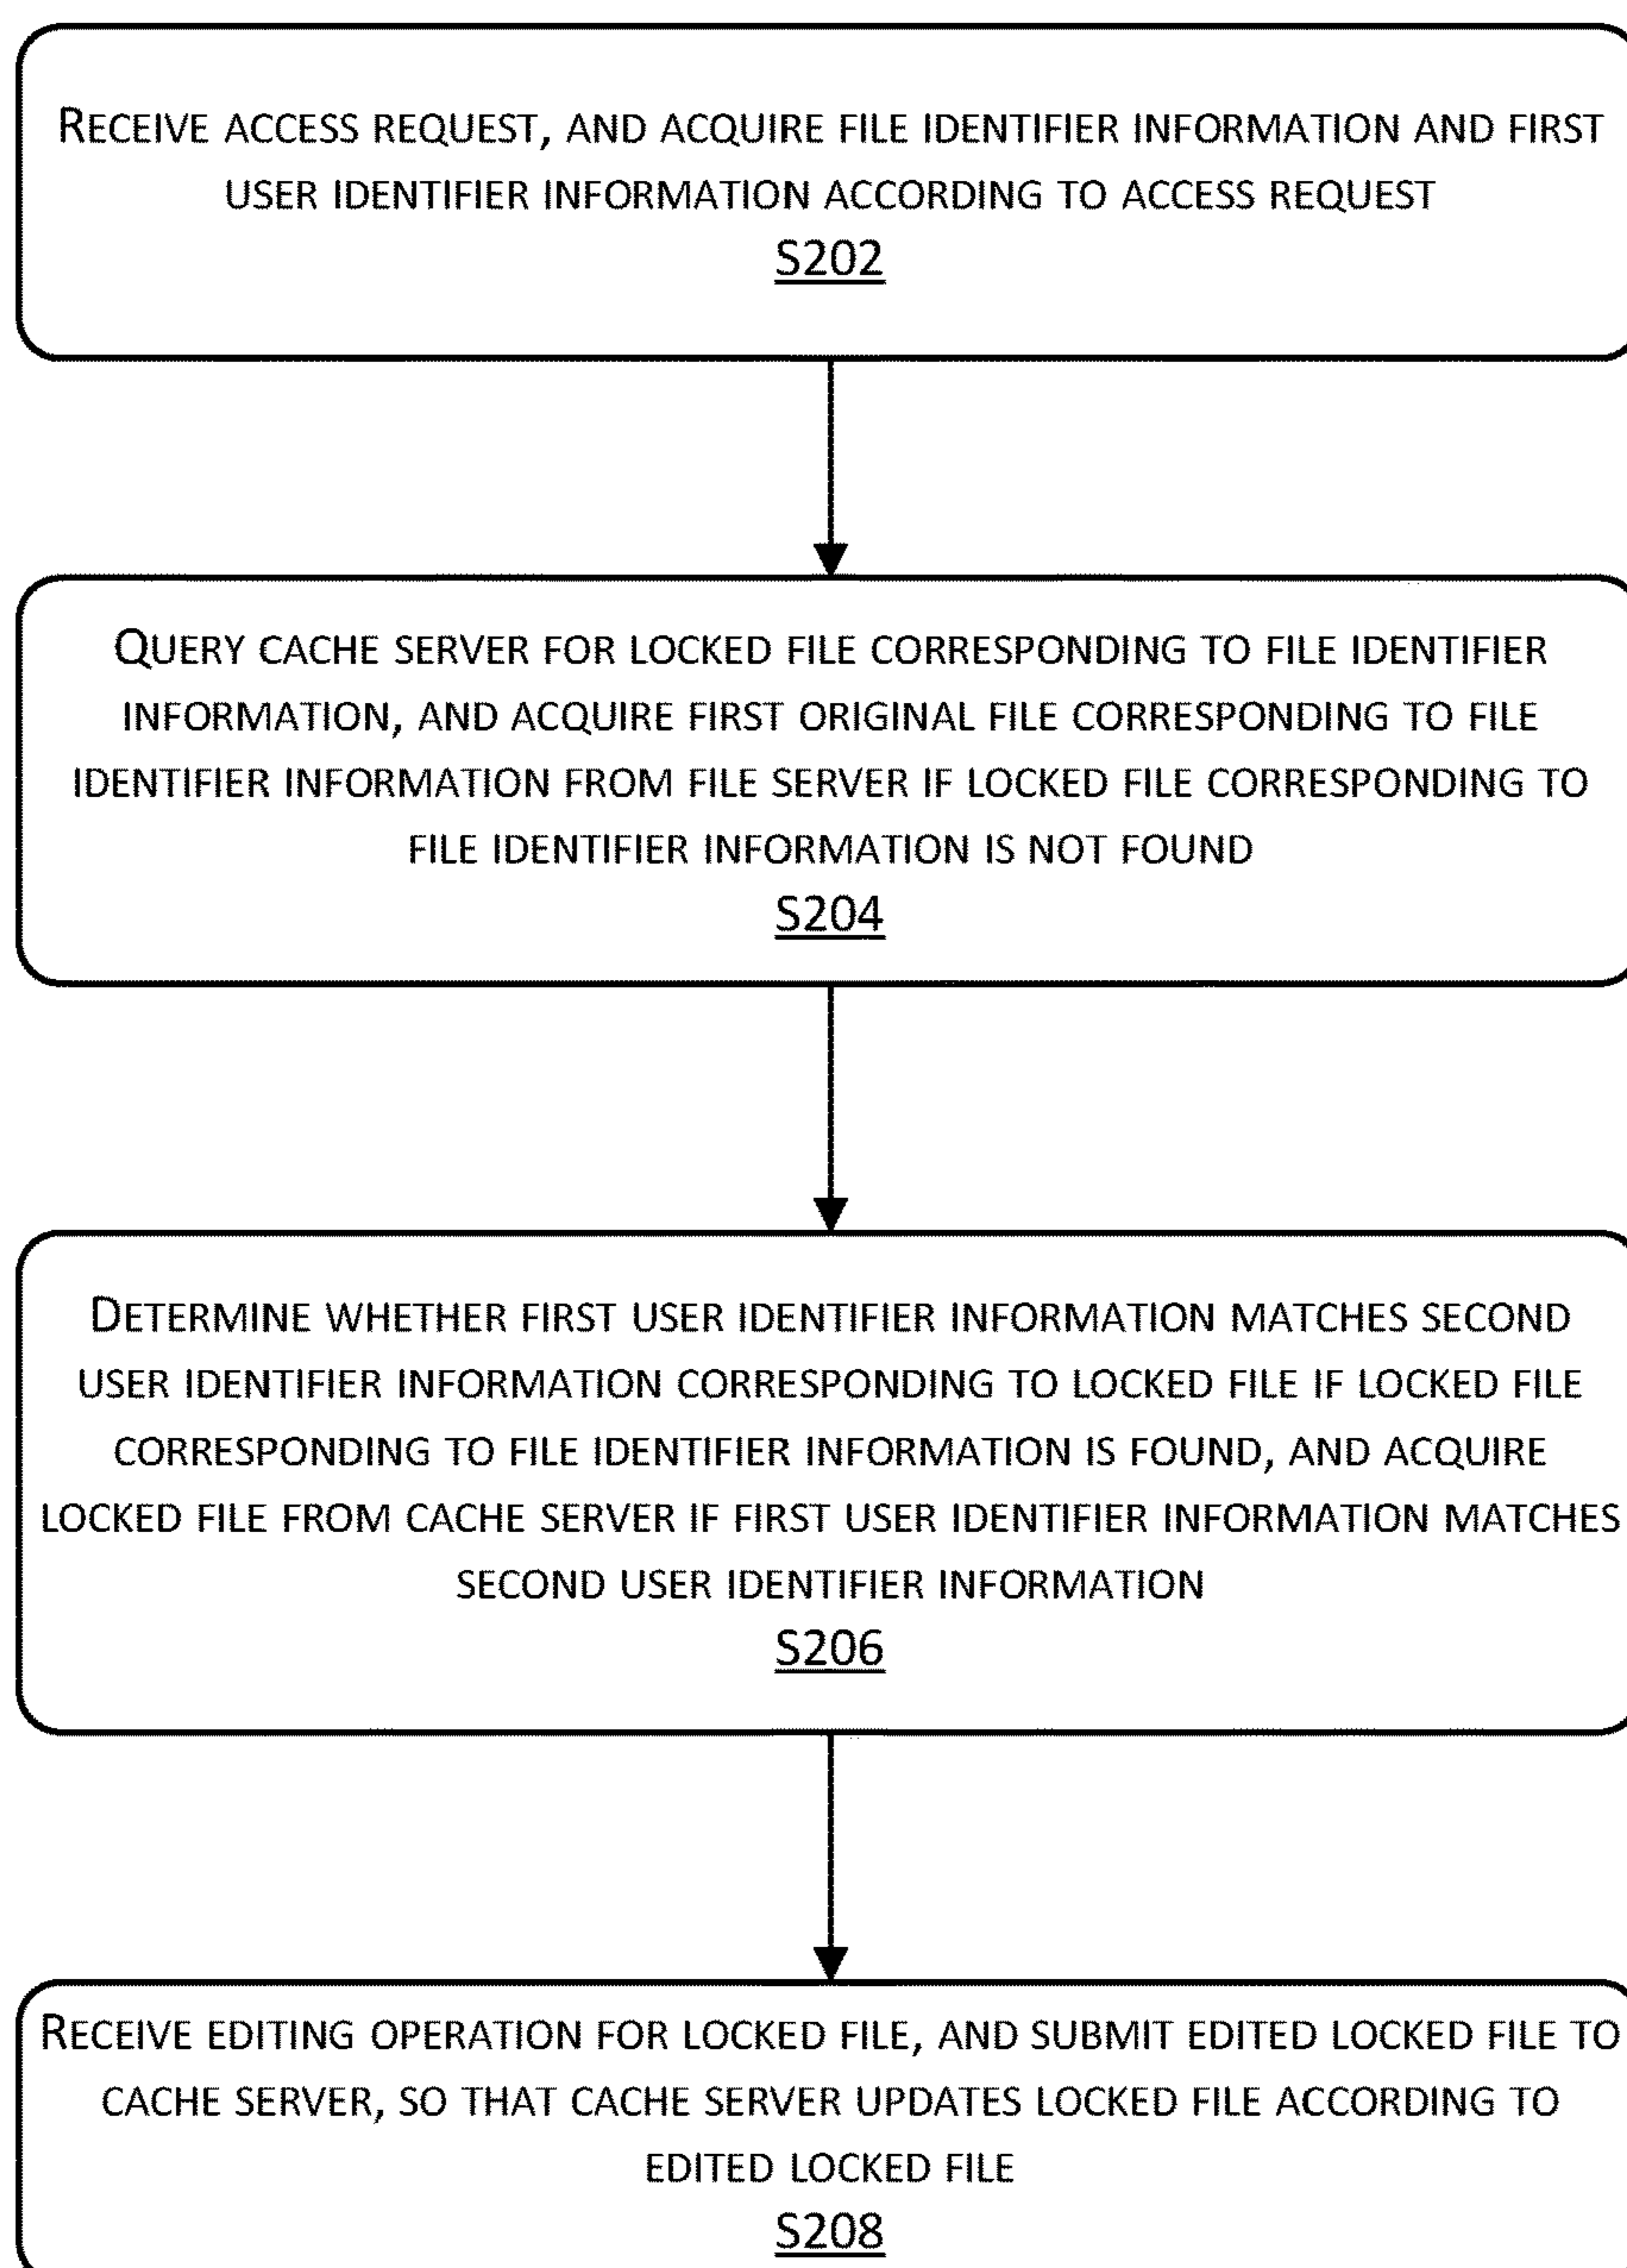 RECEIVE ACCESS REQUEST, AND ACQUIRE FILE IDENTIFIER INFORMATION AND FIRST
USER IDENTIFIER INFORMATION ACCORDING TO ACCESS REQUEST
S202
QUERY CACHE SERVER FOR LOCKED FILE CORRESPONDING TO FILE IDENTIFIER
INFORMATION, AND ACQUIRE FIRST ORIGINAL FILE CORRESPONDING TO FILE
IDENTIFIER INFORMATION FROM FILE SERVER IF LOCKED FILE CORRESPONDING TO
FILE IDENTIFIER INFORMATION IS NOT FOUND
S204
DETERMINE WHETHER FIRST USER IDENTIFIER INFORMATION MATCHES SECOND
USER IDENTIFIER INFORMATION CORRESPONDING TO LOCKED FILE IF LOCKED FILE
CORRESPONDING TO FILE IDENTIFIER INFORMATION IS FOUND, AND ACQUIRE
LOCKED FILE FROM CACHE SERVER IF FIRST USER IDENTIFIER INFORMATION MATCHES
SECOND USER IDENTIFIER INFORMATION
S206
RECEIVE EDITING OPERATION FOR LOCKED FILE, AND SUBMIT EDITED LOCKED FILE TO
CACHE SERVER, SO THAT CACHE SERVER UPDATES LOCKED FILE ACCORDING TO
EDITED LOCKED FILE
S208